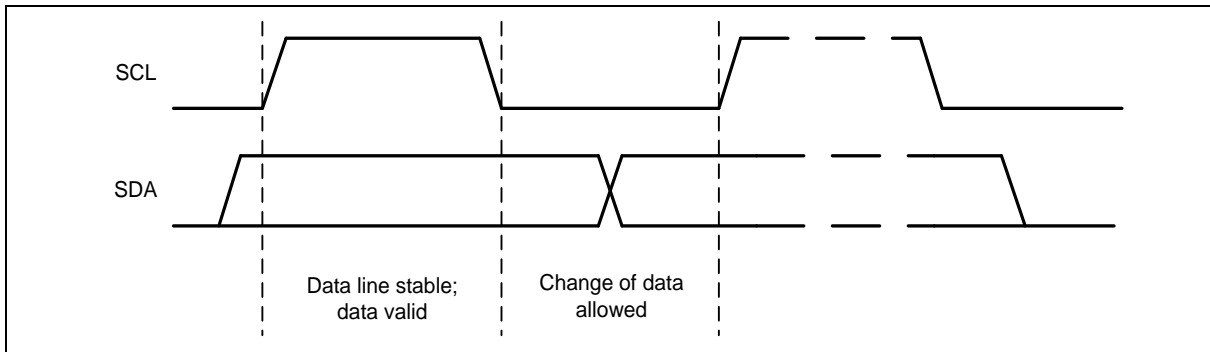 SCL
SDA
Data line stable;
data valid
Change of data
allowed